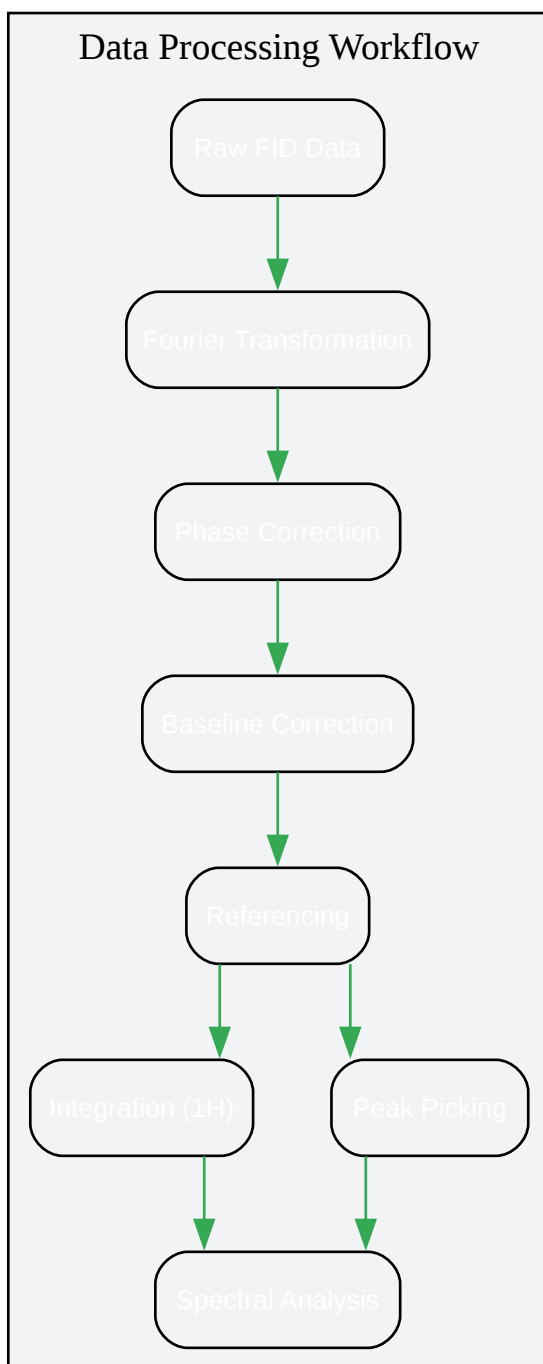 Data Processing Workflow
Raw FID Data
Fourier Transformation
Phase Correction
Baseline Correction
Referencing
Integration (1H)
Peak Picking
Spectral Analysis